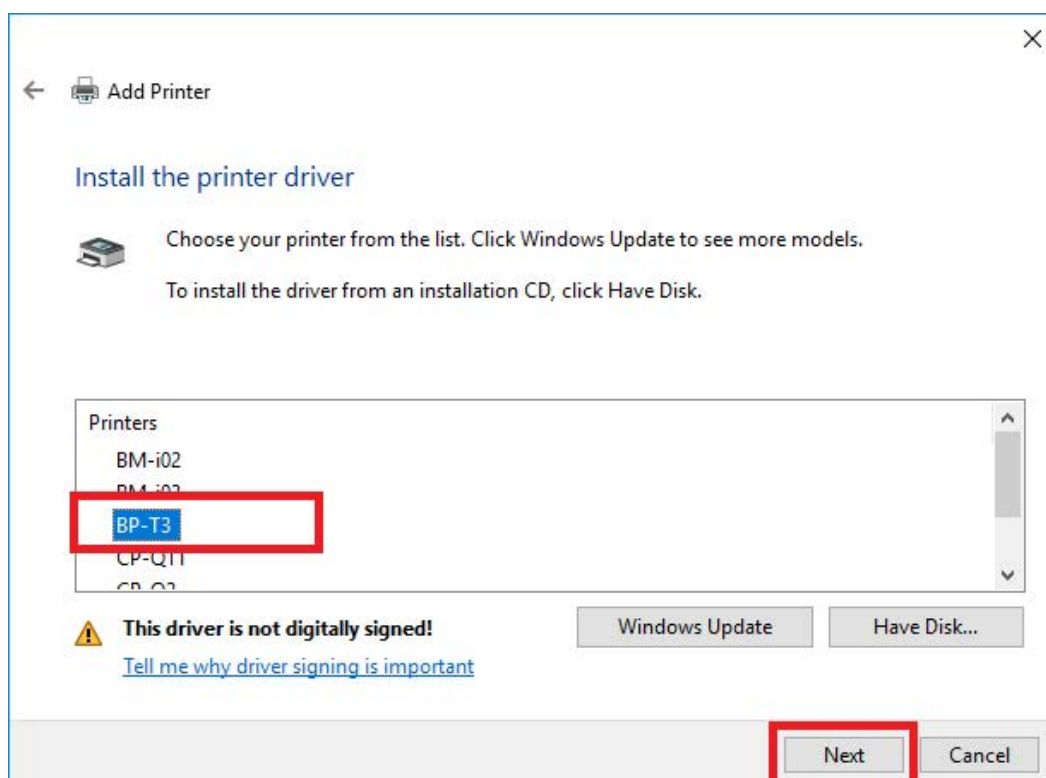 Add Printer
Install the printer driver
Choose your printer from the list. Click Windows Update to see more models.
To install the driver from an installation CD, click Have Disk.
Printers
BM-i02
BP-T3
CP-Q11
This driver is not digitally signed!
Windows Update
Have Disk...
Tell me why driver signing is important
Next
Cancel